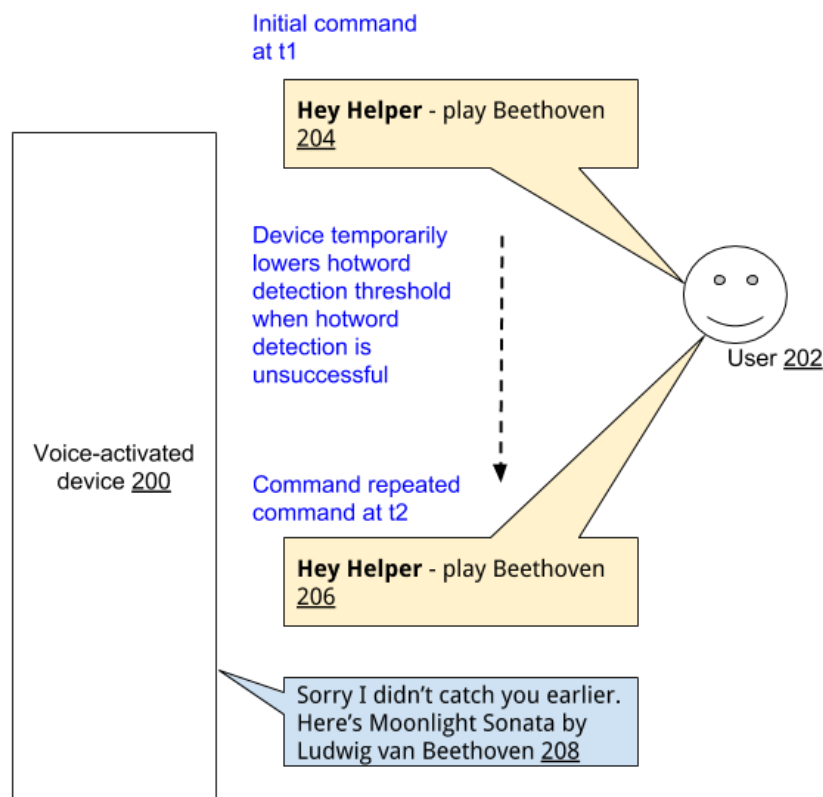 Initial command
at t1
Hey Helper - play Beethoven
204
Device temporarily
lowers hotword
detection threshold
when hotword
detection is
unsuccessful
User 202
Voice-activated
device 200
Command repeated
command at t2
Hey Helper - play Beethoven
206
Sorry I didn’t catch you earlier.
Here’s Moonlight Sonata by
Ludwig van Beethoven 208